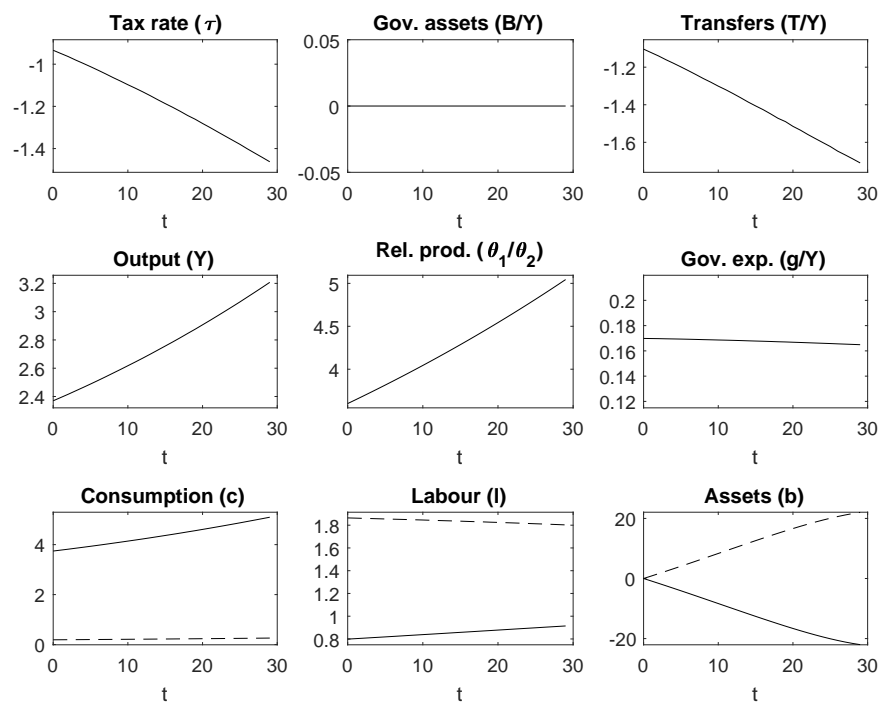 Tax rate (τ)
-1
-1.2
-1.4
0 10 20 30
t
Gov. assets (B/Y)
0.05
0
-0.05
0 10 20 30
t
Transfers (T/Y)
-1.2
-1.4
-1.6
0 10 20 30
t
Output (Y)
3.2
3
2.8
2.6
2.4
0 10 20 30
t
Rel. prod. (θ₁/θ₂)
5
4.5
4
0 10 20 30
t
Gov. exp. (g/Y)
0.2
0.18
0.16
0.14
0.12
0 10 20 30
t
Consumption (c)
4
2
0
0 10 20 30
t
Labour (l)
1.8
1.6
1.4
1.2
1
0.8
0 10 20 30
t
Assets (b)
20
0
-20
0 10 20 30
t